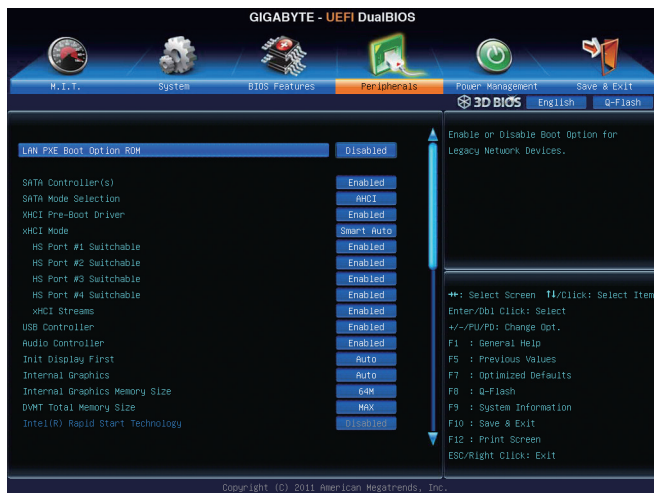 GIGABYTE - UEFI DualBIOS
M.I.T. System BIOS Features Peripherals Power Management Save & Exit
3D BIOS English Q-Flash
LAN PXE Boot Option ROM Disabled
SATA Controller(s) Enabled
SATA Mode Selection AHCI
XHCI Pre-Boot Driver Enabled
xHCI Mode Smart Auto
HS Port #1 Switchable Enabled
HS Port #2 Switchable Enabled
HS Port #3 Switchable Enabled
HS Port #4 Switchable Enabled
xHCI Streams Enabled
USB Controller Enabled
Audio Controller Enabled
Init Display First Auto
Internal Graphics Auto
Internal Graphics Memory Size 64M
DVMT Total Memory Size MAX
Intel(R) Rapid Start Technology Disabled
Enable or Disable Boot Option for
Legacy Network Devices.
→←: Select Screen ↑↓/Click: Select Item
Enter/Dbl Click: Select
+/-/PU/PD: Change Opt.
F1 : General Help
F5 : Previous Values
F7 : Optimized Defaults
F8 : Q-Flash
F9 : System Information
F10 : Save & Exit
F12 : Print Screen
ESC/Right Click: Exit
Copyright (C) 2011 American Megatrends, Inc.